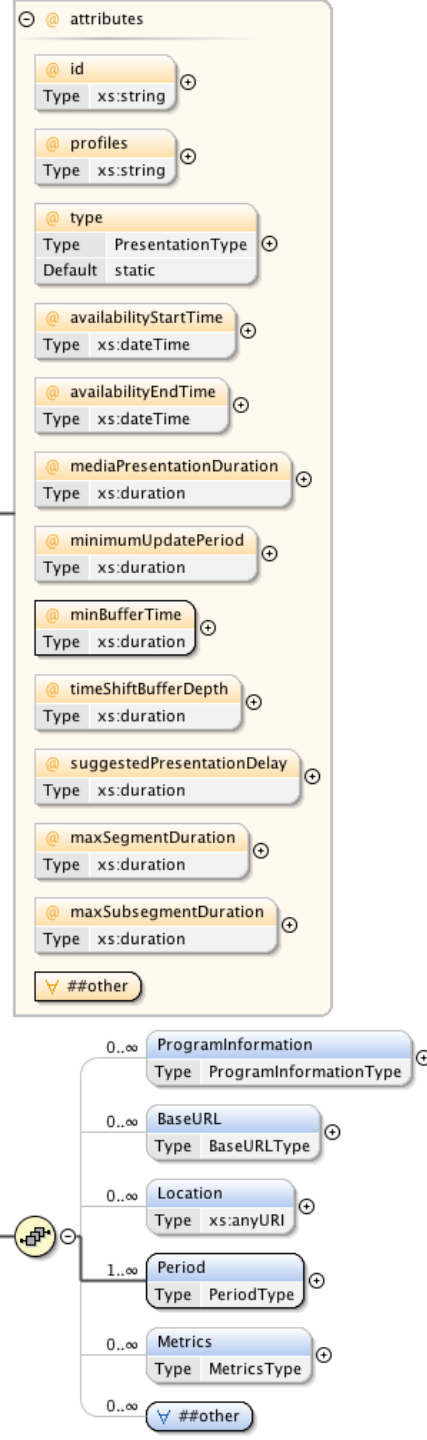 @ attributes
@ id
Type xs:string
@ profiles
Type xs:string
@ type
Type PresentationType
Default static
@ availabilityStartTime
Type xs:dateTime
@ availabilityEndTime
Type xs:dateTime
@ mediaPresentationDuration
Type xs:duration
@ minimumUpdatePeriod
Type xs:duration
@ minBufferTime
Type xs:duration
@ timeShiftBufferDepth
Type xs:duration
@ suggestedPresentationDelay
Type xs:duration
@ maxSegmentDuration
Type xs:duration
@ maxSubsegmentDuration
Type xs:duration
∀ ##other
0..∞ ProgramInformation
Type ProgramInformationType
0..∞ BaseURL
Type BaseURLType
0..∞ Location
Type xs:anyURI
1..∞ Period
Type PeriodType
0..∞ Metrics
Type MetricsType
0..∞ ∀ ##other